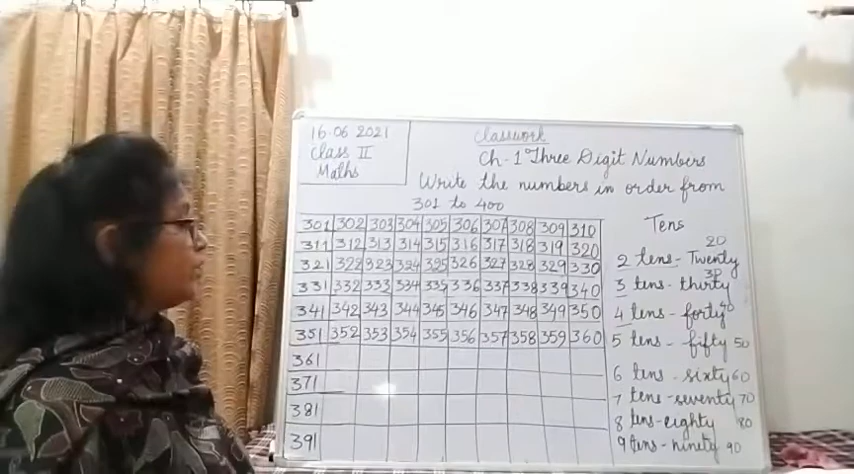 16.06 2021
Class II
Maths
Classwork
Ch-1 Three Digit Numbers
Write the numbers in order from
301 to 400
301 302 303 304 305 306 307 308 309 310
311 312 313 314 315 316 317 318 319 320
321 322 323 324 325 326 327 328 329 330
331 332 333 334 335 336 337 338 339 340
341 342 343 344 345 346 347 348 349 350
351 352 353 354 355 356 357 358 359 360
361
371
381
391
Tens
20
2 tens - Twenty
30
3 tens - thirty
4 tens - forty 40
5 tens - fifty 50
6 tens - sixty 60
7 tens - seventy 70
8 tens - eighty 80
9 tens - ninety 90